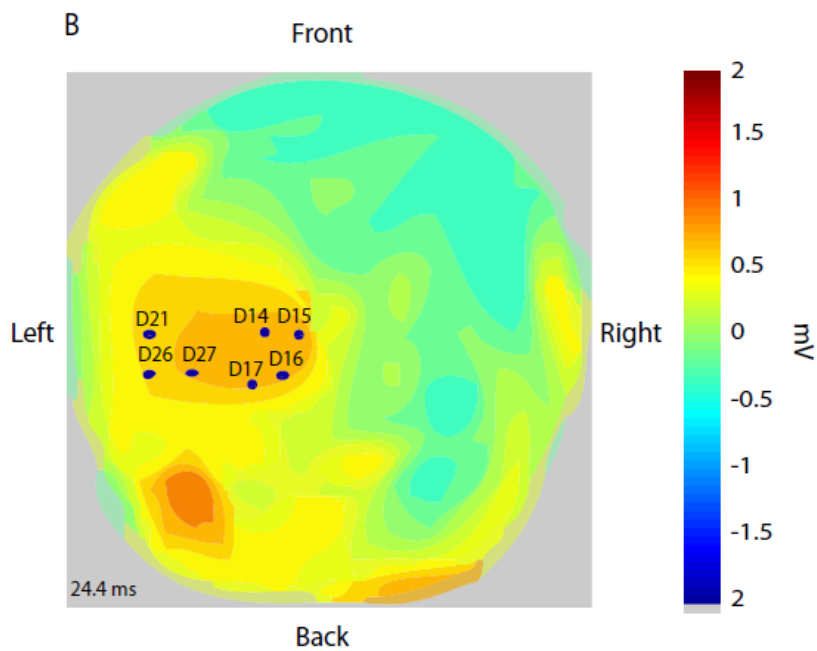 B
Front
2
1.5
1
0.5
0
-0.5
-1
-1.5
2
mV
Left
Right
D21
D14 D15
D26 D27
D17 D16
24.4 ms
Back